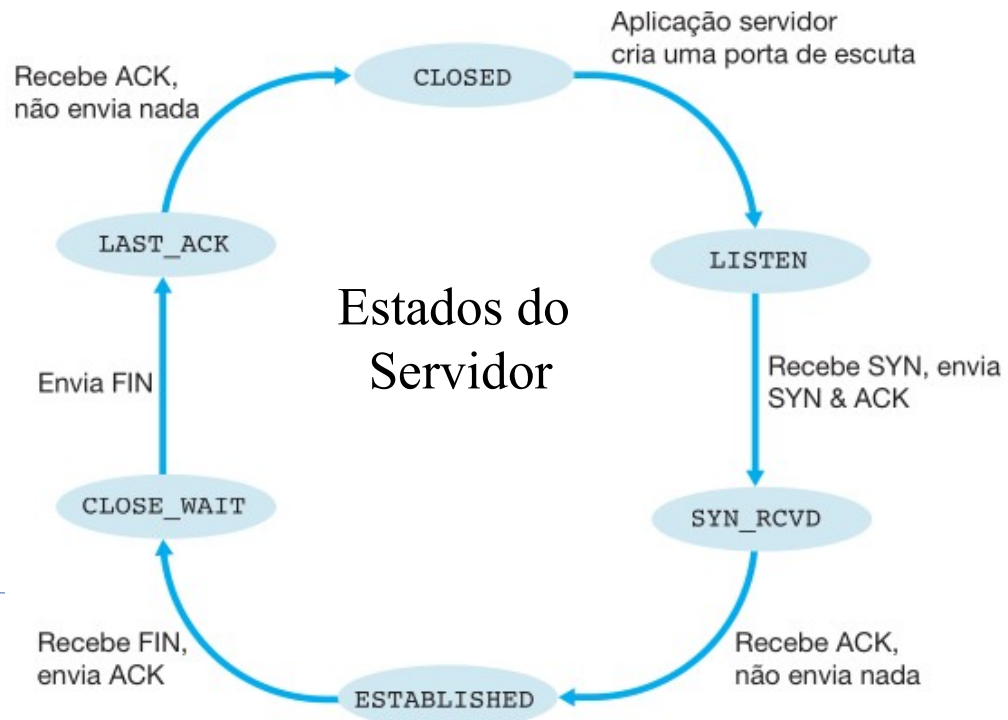 Aplicação servidor
cria uma porta de escuta
CLOSED
Recebe ACK,
não envia nada
LAST_ACK
LISTEN
Estados do
Servidor
Recebe SYN, envia
SYN & ACK
Envia FIN
CLOSE_WAIT
SYN_RCVD
Recebe FIN,
envia ACK
Recebe ACK,
não envia nada
ESTABLISHED